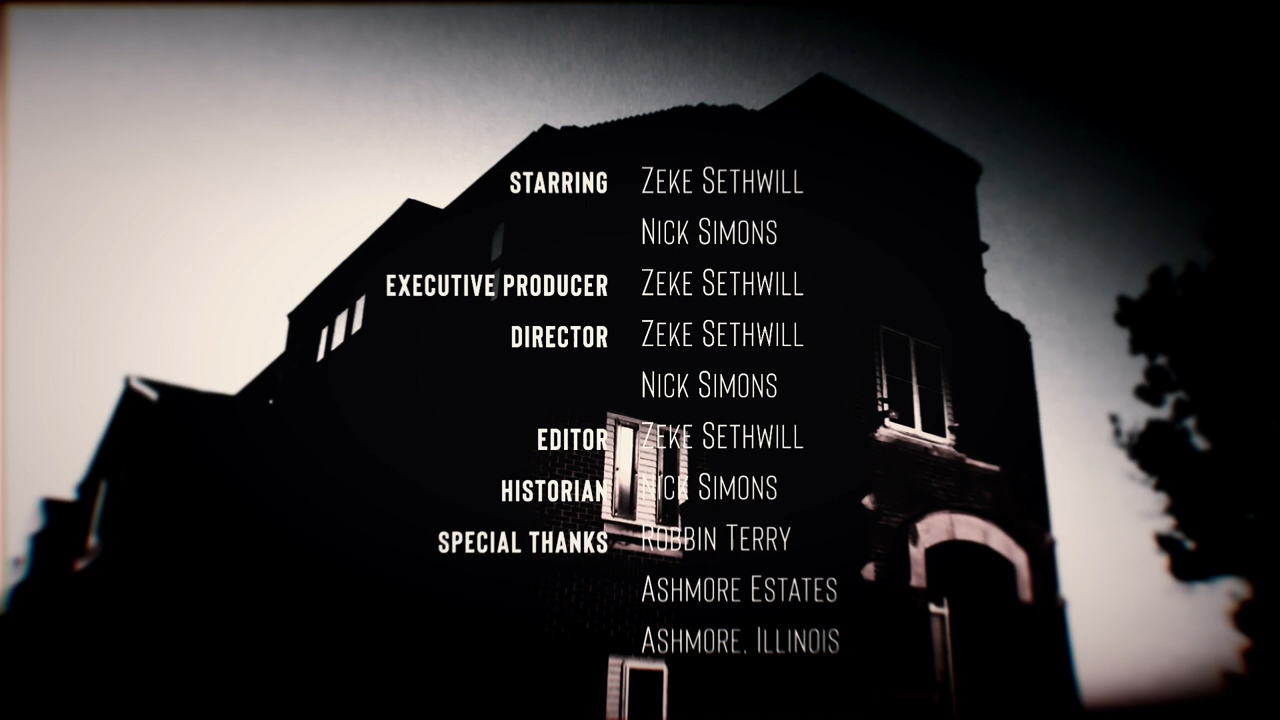 STARRING Zeke Sethwill
Nick Simons
EXECUTIVE PRODUCER Zeke Sethwill
DIRECTOR Zeke Sethwill
Nick Simons
EDITOR Zeke Sethwill
HISTORIAN Nick Simons
SPECIAL THANKS Robbin Terry
Ashmore Estates
Ashmore, Illinois